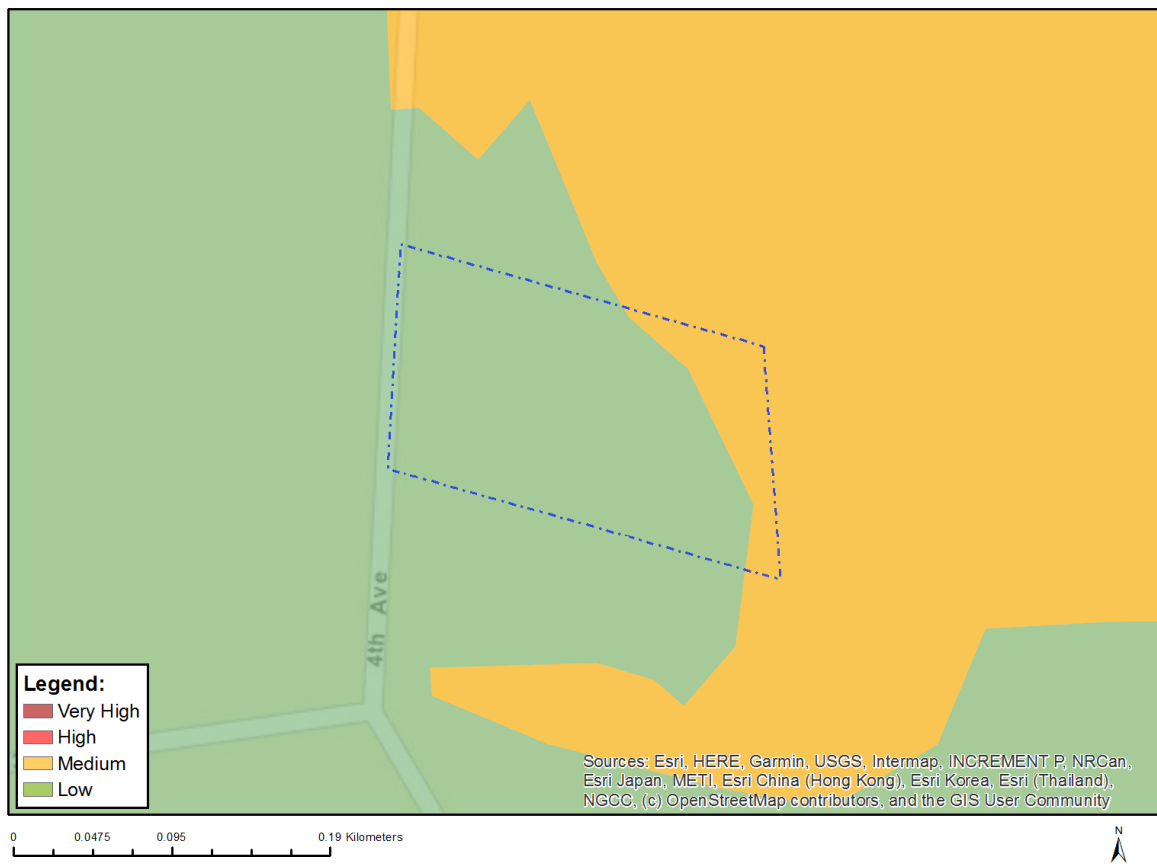 4th Ave
Legend:
Very High
High
Medium
Low
Sources: Esri, HERE, Garmin, USGS, Intermap, INCREMENT P, NRCan,
Esri Japan, METI, Esri China (Hong Kong), Esri Korea, Esri (Thailand),
NGCC, (c) OpenStreetMap contributors, and the GIS User Community
0 0.0475 0.095 0.19 Kilometers
N